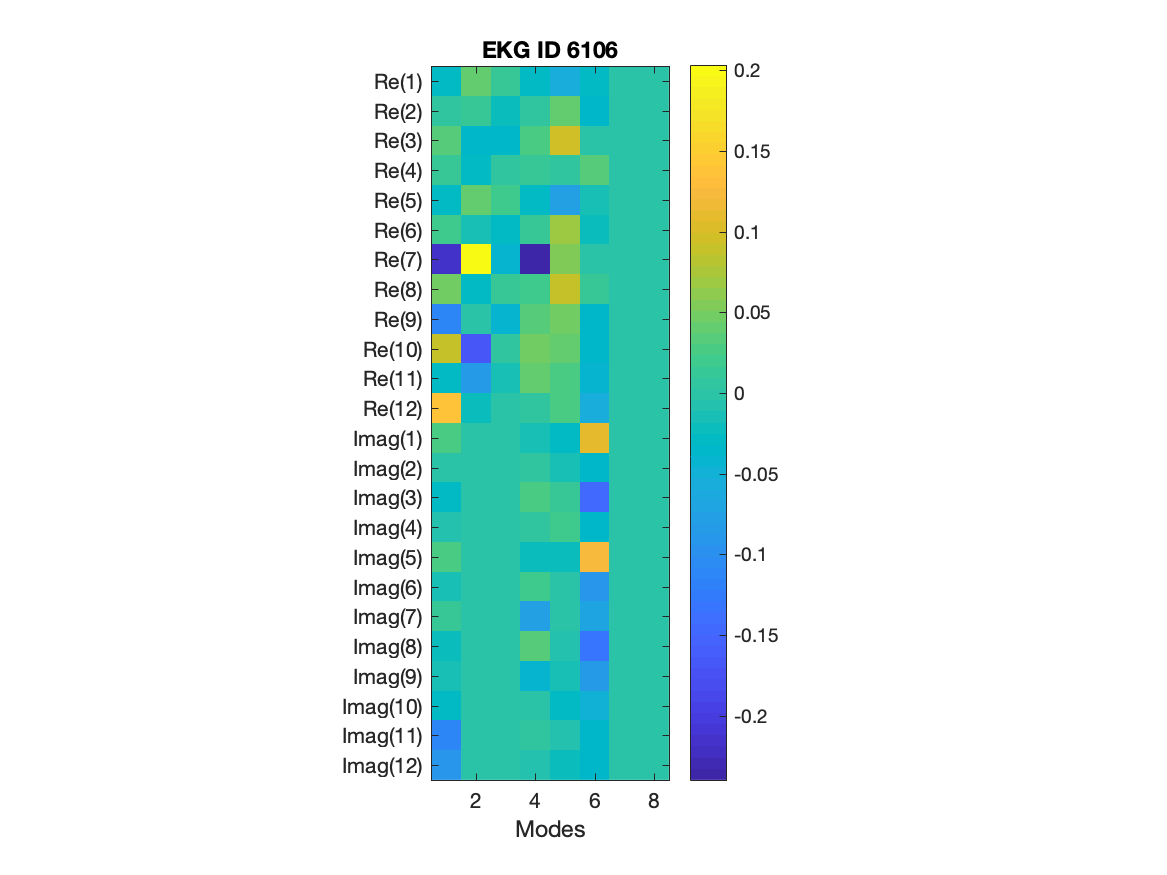 EKG ID 6106
Re(1)
Re(2)
Re(3)
Re(4)
Re(5)
Re(6)
Re(7)
Re(8)
Re(9)
Re(10)
Re(11)
Re(12)
Imag(1)
Imag(2)
Imag(3)
Imag(4)
Imag(5)
Imag(6)
Imag(7)
Imag(8)
Imag(9)
Imag(10)
Imag(11)
Imag(12)
2 4 6 8
Modes
0.2
0.15
0.1
0.05
0
-0.05
-0.1
-0.15
-0.2